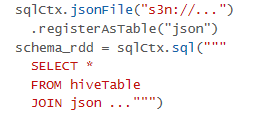 sqlCtx.jsonFile("s3n://...")
.registerAsTable("json")
schema_rdd = sqlCtx.sql("""
SELECT *
FROM hiveTable
JOIN json ...""")